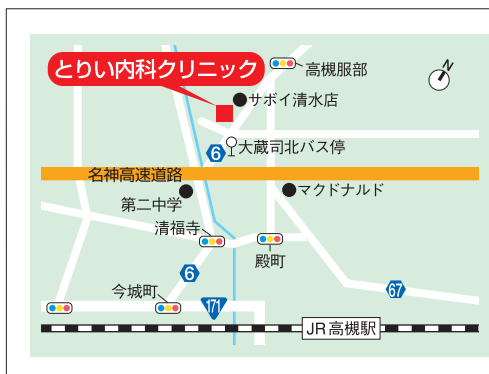 とりい内科クリニック
高槻服部
N
サボイ清水店
6
大蔵司北バス停
名神高速道路
第二中学
マクドナルド
清福寺
殿町
6
今城町
171
67
JR高槻駅